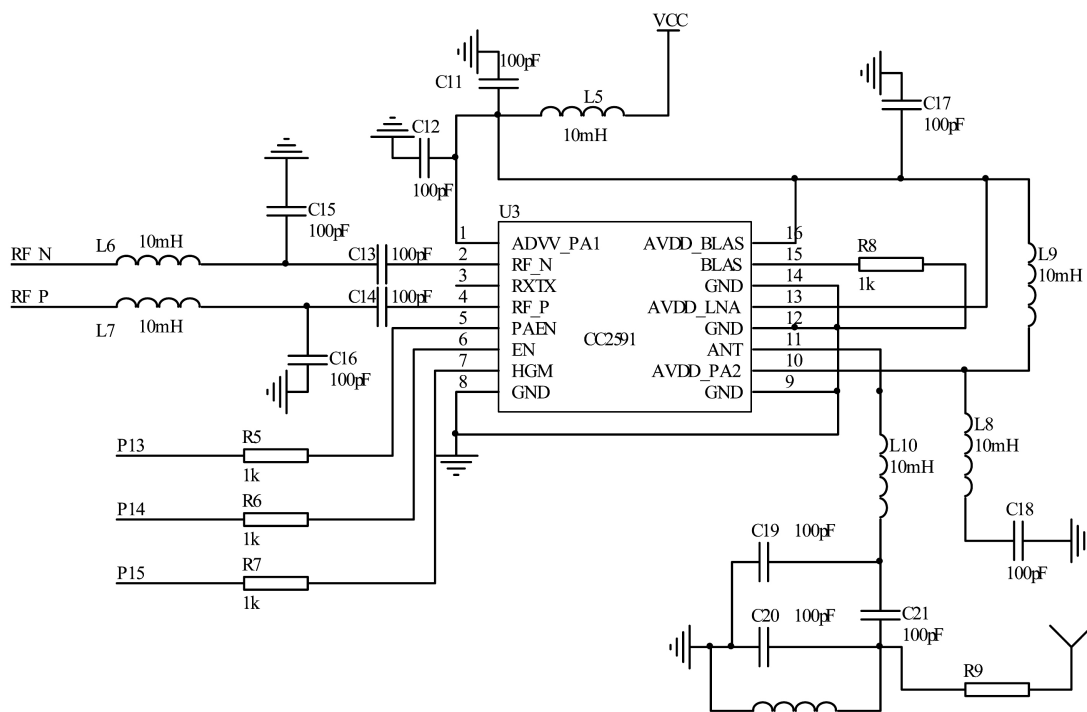 VCC
100pF
C11
L5
10mH
C17
100pF
C12
100pF
U3
C15
100pF
L6
10mH
RF N
C13
100pF
RF P
C14
100pF
L7
10mH
C16
100pF
1
2
3
4
5
6
7
8
ADVV_PA1
RF_N
RXTX
RF_P
PAEN
EN
HGM
GND
CC2591
AVDD_BLAS
BLAS
GND
AVDD_LNA
GND
ANT
AVDD_PA2
GND
16
15
14
13
12
11
10
9
R8
1k
L9
10mH
P13
R5
1k
P14
R6
1k
P15
R7
1k
L10
10mH
L8
10mH
C18
100pF
C19
100pF
C20
100pF
C21
100pF
R9